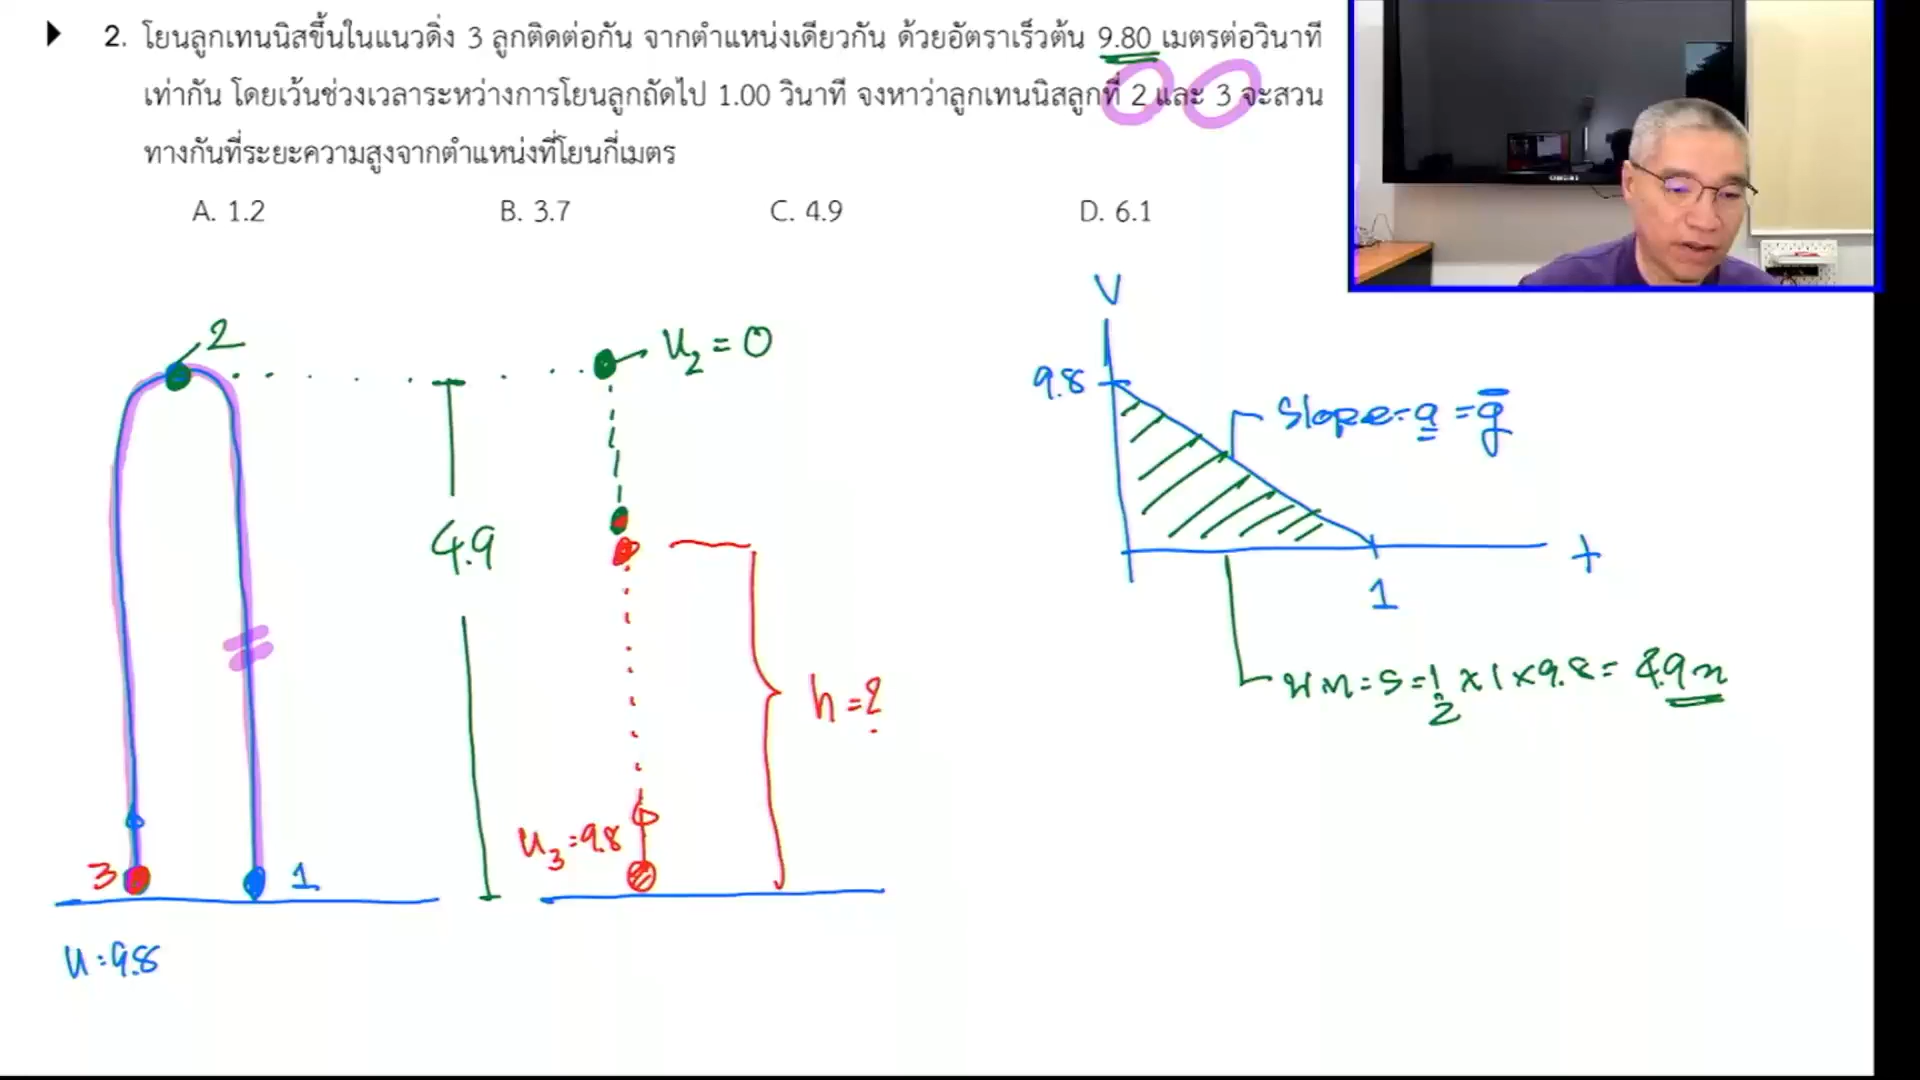 2. โยนลูกเทนนิสขึ้นในแนวดิ่ง 3 ลูกติดต่อกัน จากตำแหน่งเดียวกัน ด้วยอัตราเร็วต้น 9.80 เมตรต่อวินาที
เท่ากัน โดยเว้นช่วงเวลาระหว่างการโยนลูกถัดไป 1.00 วินาที จงหาว่าลูกเทนนิสลูกที่ 2 และ 3 จะสวน
ทางกันที่ระยะความสูงจากตำแหน่งที่โยนกี่เมตร
A. 1.2 B. 3.7 C. 4.9 D. 6.1
2
u₂ = 0
4.9
h = ?
u₃ = 9.8
3
1
u = 9.8
V
9.8
Slope = a = g
t
1
พท = s = 1/2 x 1 x 9.8 = 4.9 m